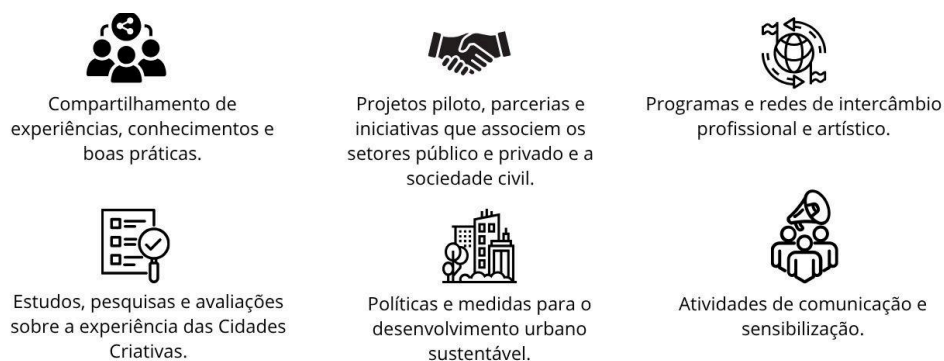 Compartilhamento de
experiências, conhecimentos e
boas práticas.
Projetos piloto, parcerias e
iniciativas que associem os
setores público e privado e a
sociedade civil.
Programas e redes de intercâmbio
profissional e artístico.
Estudos, pesquisas e avaliações
sobre a experiência das Cidades
Criativas.
Políticas e medidas para o
desenvolvimento urbano
sustentável.
Atividades de comunicação e
sensibilização.